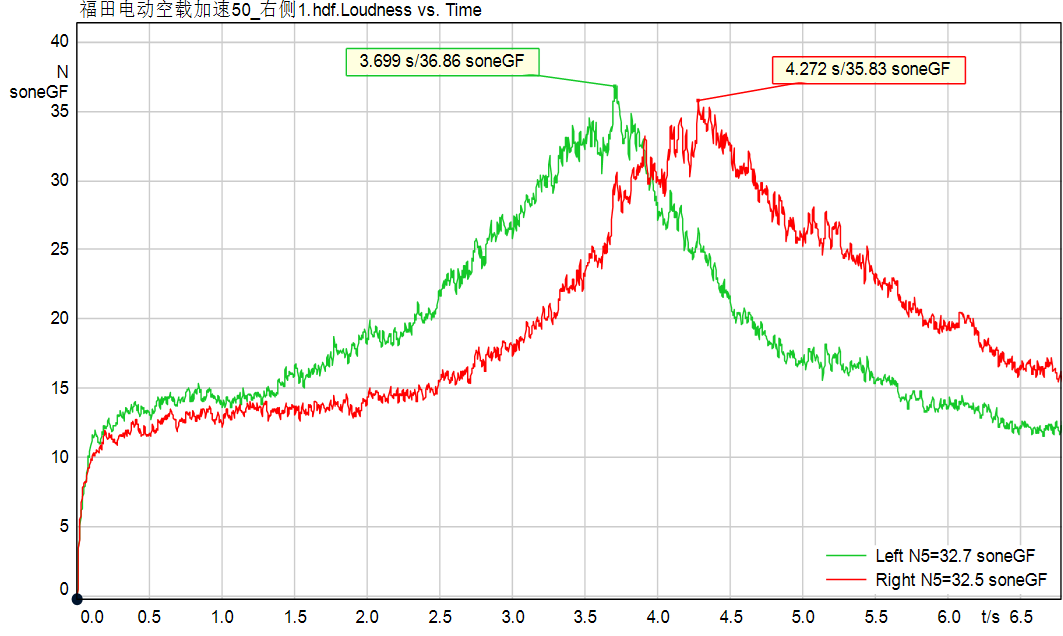 福田电动空载加速50_右侧1.hdf.Loudness vs. Time
40
N
soneGF
35
30
25
20
15
10
5
0
3.699 s/36.86 soneGF
4.272 s/35.83 soneGF
Left N5=32.7 soneGF
Right N5=32.5 soneGF
0.0 0.5 1.0 1.5 2.0 2.5 3.0 3.5 4.0 4.5 5.0 5.5 6.0 t/s 6.5